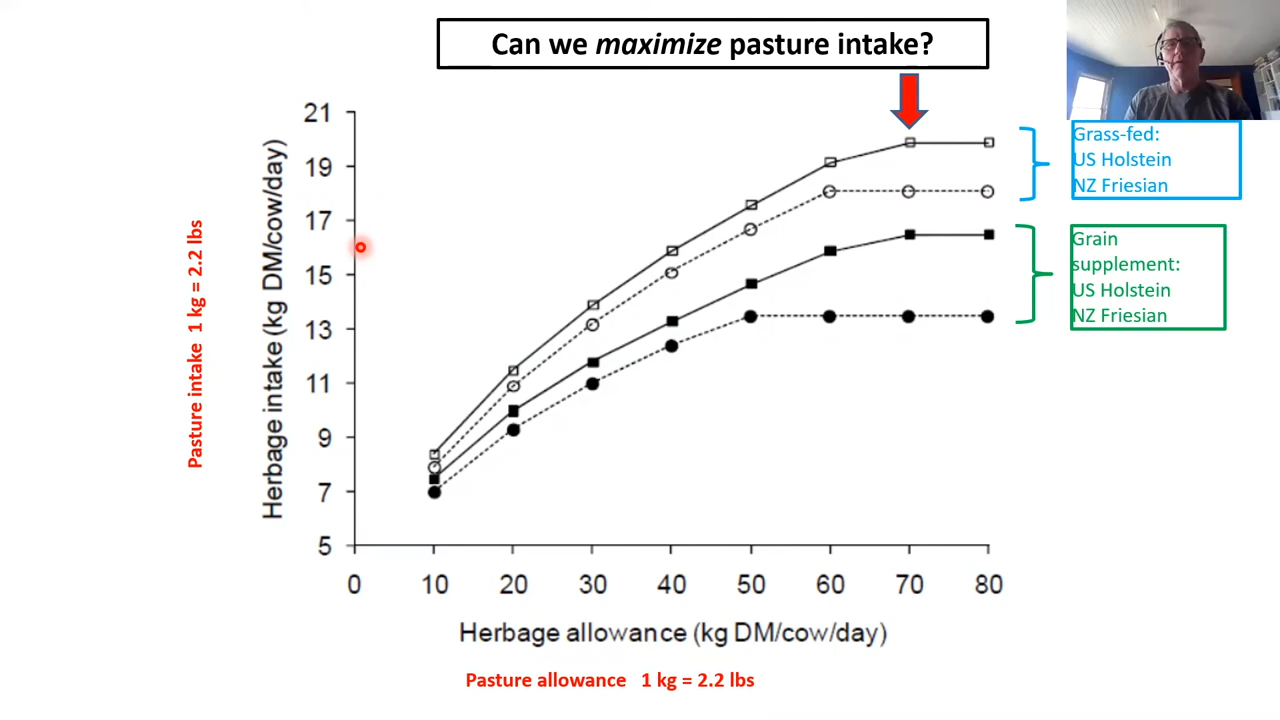 Can we maximize pasture intake?
Grass-fed:
US Holstein
NZ Friesian
Grain
supplement:
US Holstein
NZ Friesian
Pasture intake 1 kg = 2.2 lbs
Herbage intake (kg DM/cow/day)
21
19
17
15
13
11
9
7
5
0 10 20 30 40 50 60 70 80
Herbage allowance (kg DM/cow/day)
Pasture allowance 1 kg = 2.2 lbs